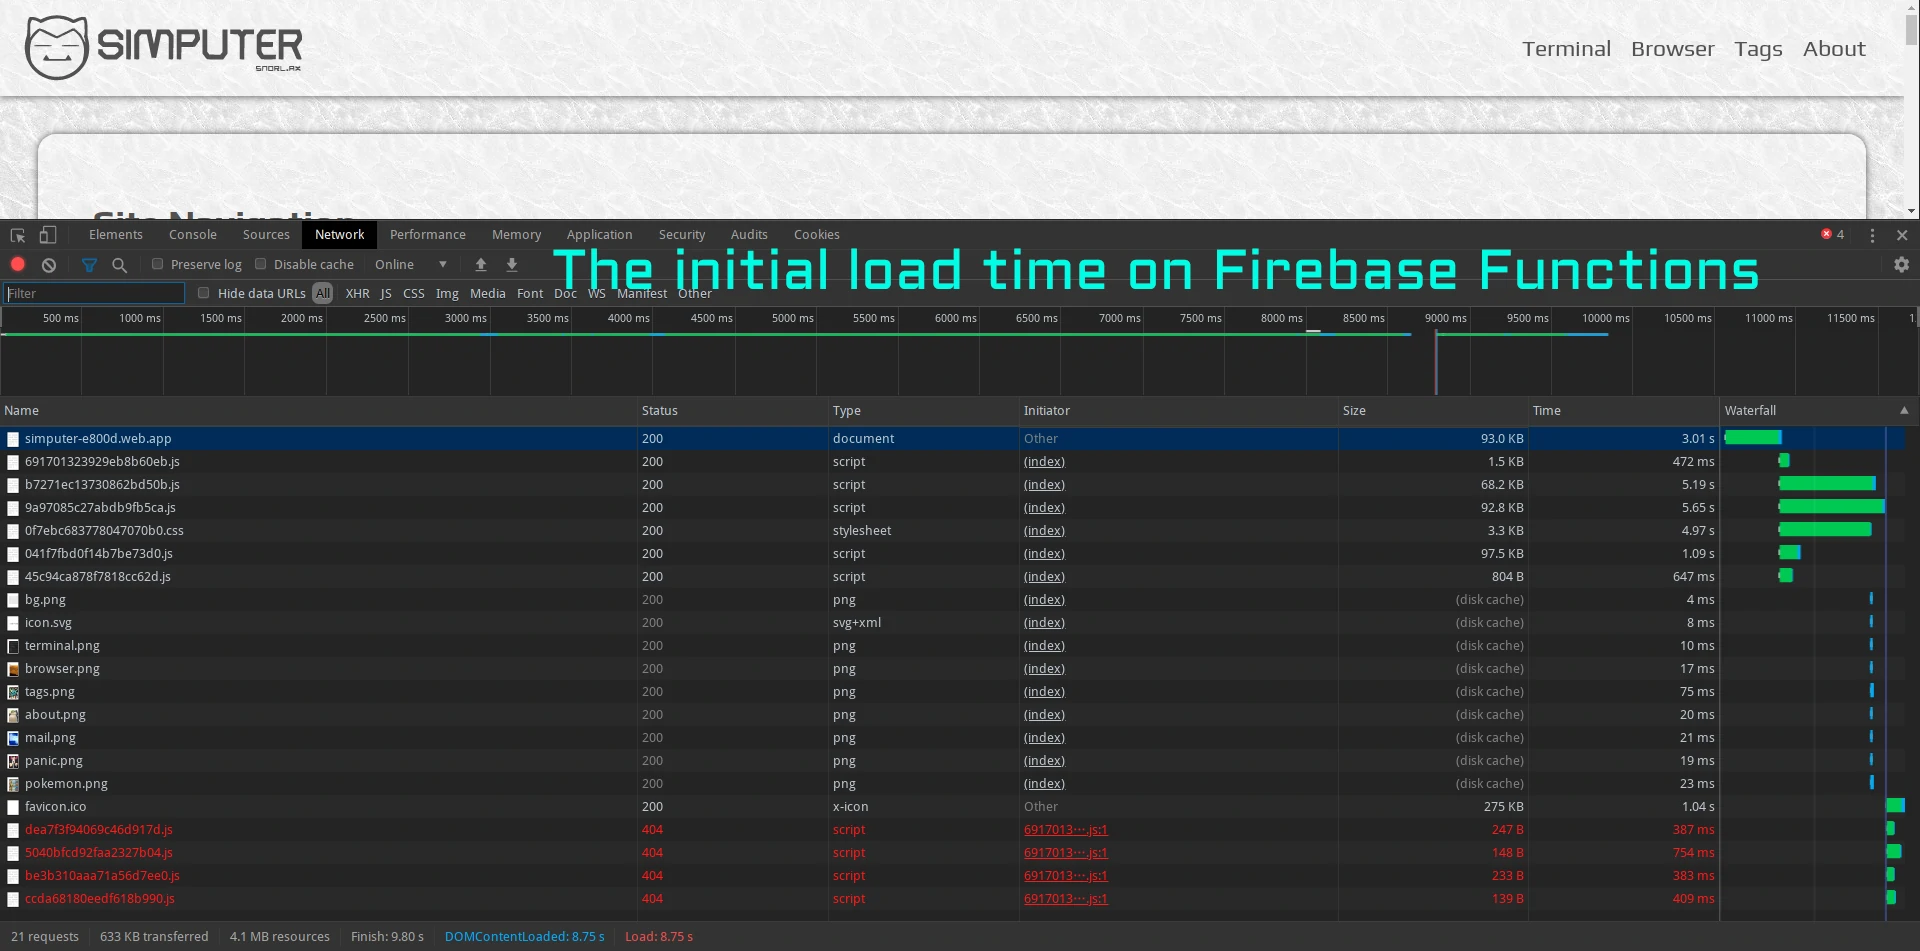 SIMPUTER
SNORL.AX
Terminal Browser Tags About
Site Navigation
Elements Console Sources Network Performance Memory Application Security Audits Cookies 4
Preserve log Disable cache Online
The initial load time on Firebase Functions
Filter Hide data URLs All XHR JS CSS Img Media Font Doc WS Manifest Other
500 ms 1000 ms 1500 ms 2000 ms 2500 ms 3000 ms 3500 ms 4000 ms 4500 ms 5000 ms 5500 ms 6000 ms 6500 ms 7000 ms 7500 ms 8000 ms 8500 ms 9000 ms 9500 ms 10000 ms 10500 ms 11000 ms 11500 ms 1
Name Status Type Initiator Size Time Waterfall
simputer-e800d.web.app 200 document Other 93.0 KB 3.01 s
691701323929eb8b60eb.js 200 script (index) 1.5 KB 472 ms
b7271ec13730862bd50b.js 200 script (index) 68.2 KB 5.19 s
9a97085c27abdb9fb5ca.js 200 script (index) 92.8 KB 5.65 s
0f7ebc683778047070b0.css 200 stylesheet (index) 3.3 KB 4.97 s
041f7fbd0f14b7be73d0.js 200 script (index) 97.5 KB 1.09 s
45c94ca878f7818cc62d.js 200 script (index) 804 B 647 ms
bg.png 200 png (index) (disk cache) 4 ms
icon.svg 200 svg+xml (index) (disk cache) 8 ms
terminal.png 200 png (index) (disk cache) 10 ms
browser.png 200 png (index) (disk cache) 17 ms
tags.png 200 png (index) (disk cache) 75 ms
about.png 200 png (index) (disk cache) 20 ms
mail.png 200 png (index) (disk cache) 21 ms
panic.png 200 png (index) (disk cache) 19 ms
pokemon.png 200 png (index) (disk cache) 23 ms
favicon.ico 200 x-icon Other 275 KB 1.04 s
dea7f3f94069c46d917d.js 404 script 6917013⋯.js:1 247 B 387 ms
5040bfcd92faa2327b04.js 404 script 6917013⋯.js:1 148 B 754 ms
be3b310aaa71a56d7ee0.js 404 script 6917013⋯.js:1 233 B 383 ms
ccda68180eedf618b990.js 404 script 6917013⋯.js:1 139 B 409 ms
21 requests 633 KB transferred 4.1 MB resources Finish: 9.80 s DOMContentLoaded: 8.75 s Load: 8.75 s